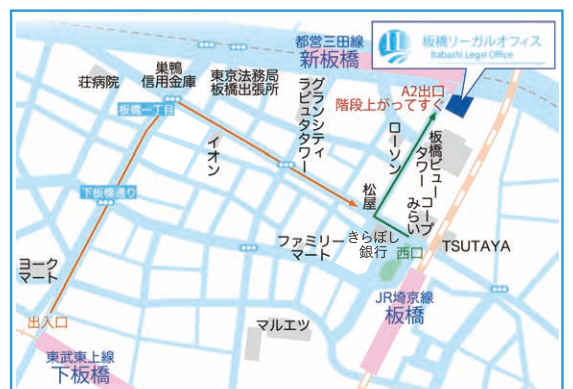 都営三田線
新板橋
板橋リーガルオフィス
Itabashi Legal Office
A2出口
階段上がってすぐ
荘病院
巣鴨
信用金庫
東京法務局
板橋出張所
グランシティ
ラピュタタワー
板橋一丁目
イオン
ローソン
板橋ビュー
タワー
コープ
みらい
下板橋通り
松屋
きらぼし
銀行
ファミリー
マート
西口
TSUTAYA
ヨーク
マート
JR埼京線
板橋
出入口
マルエツ
東武東上線
下板橋